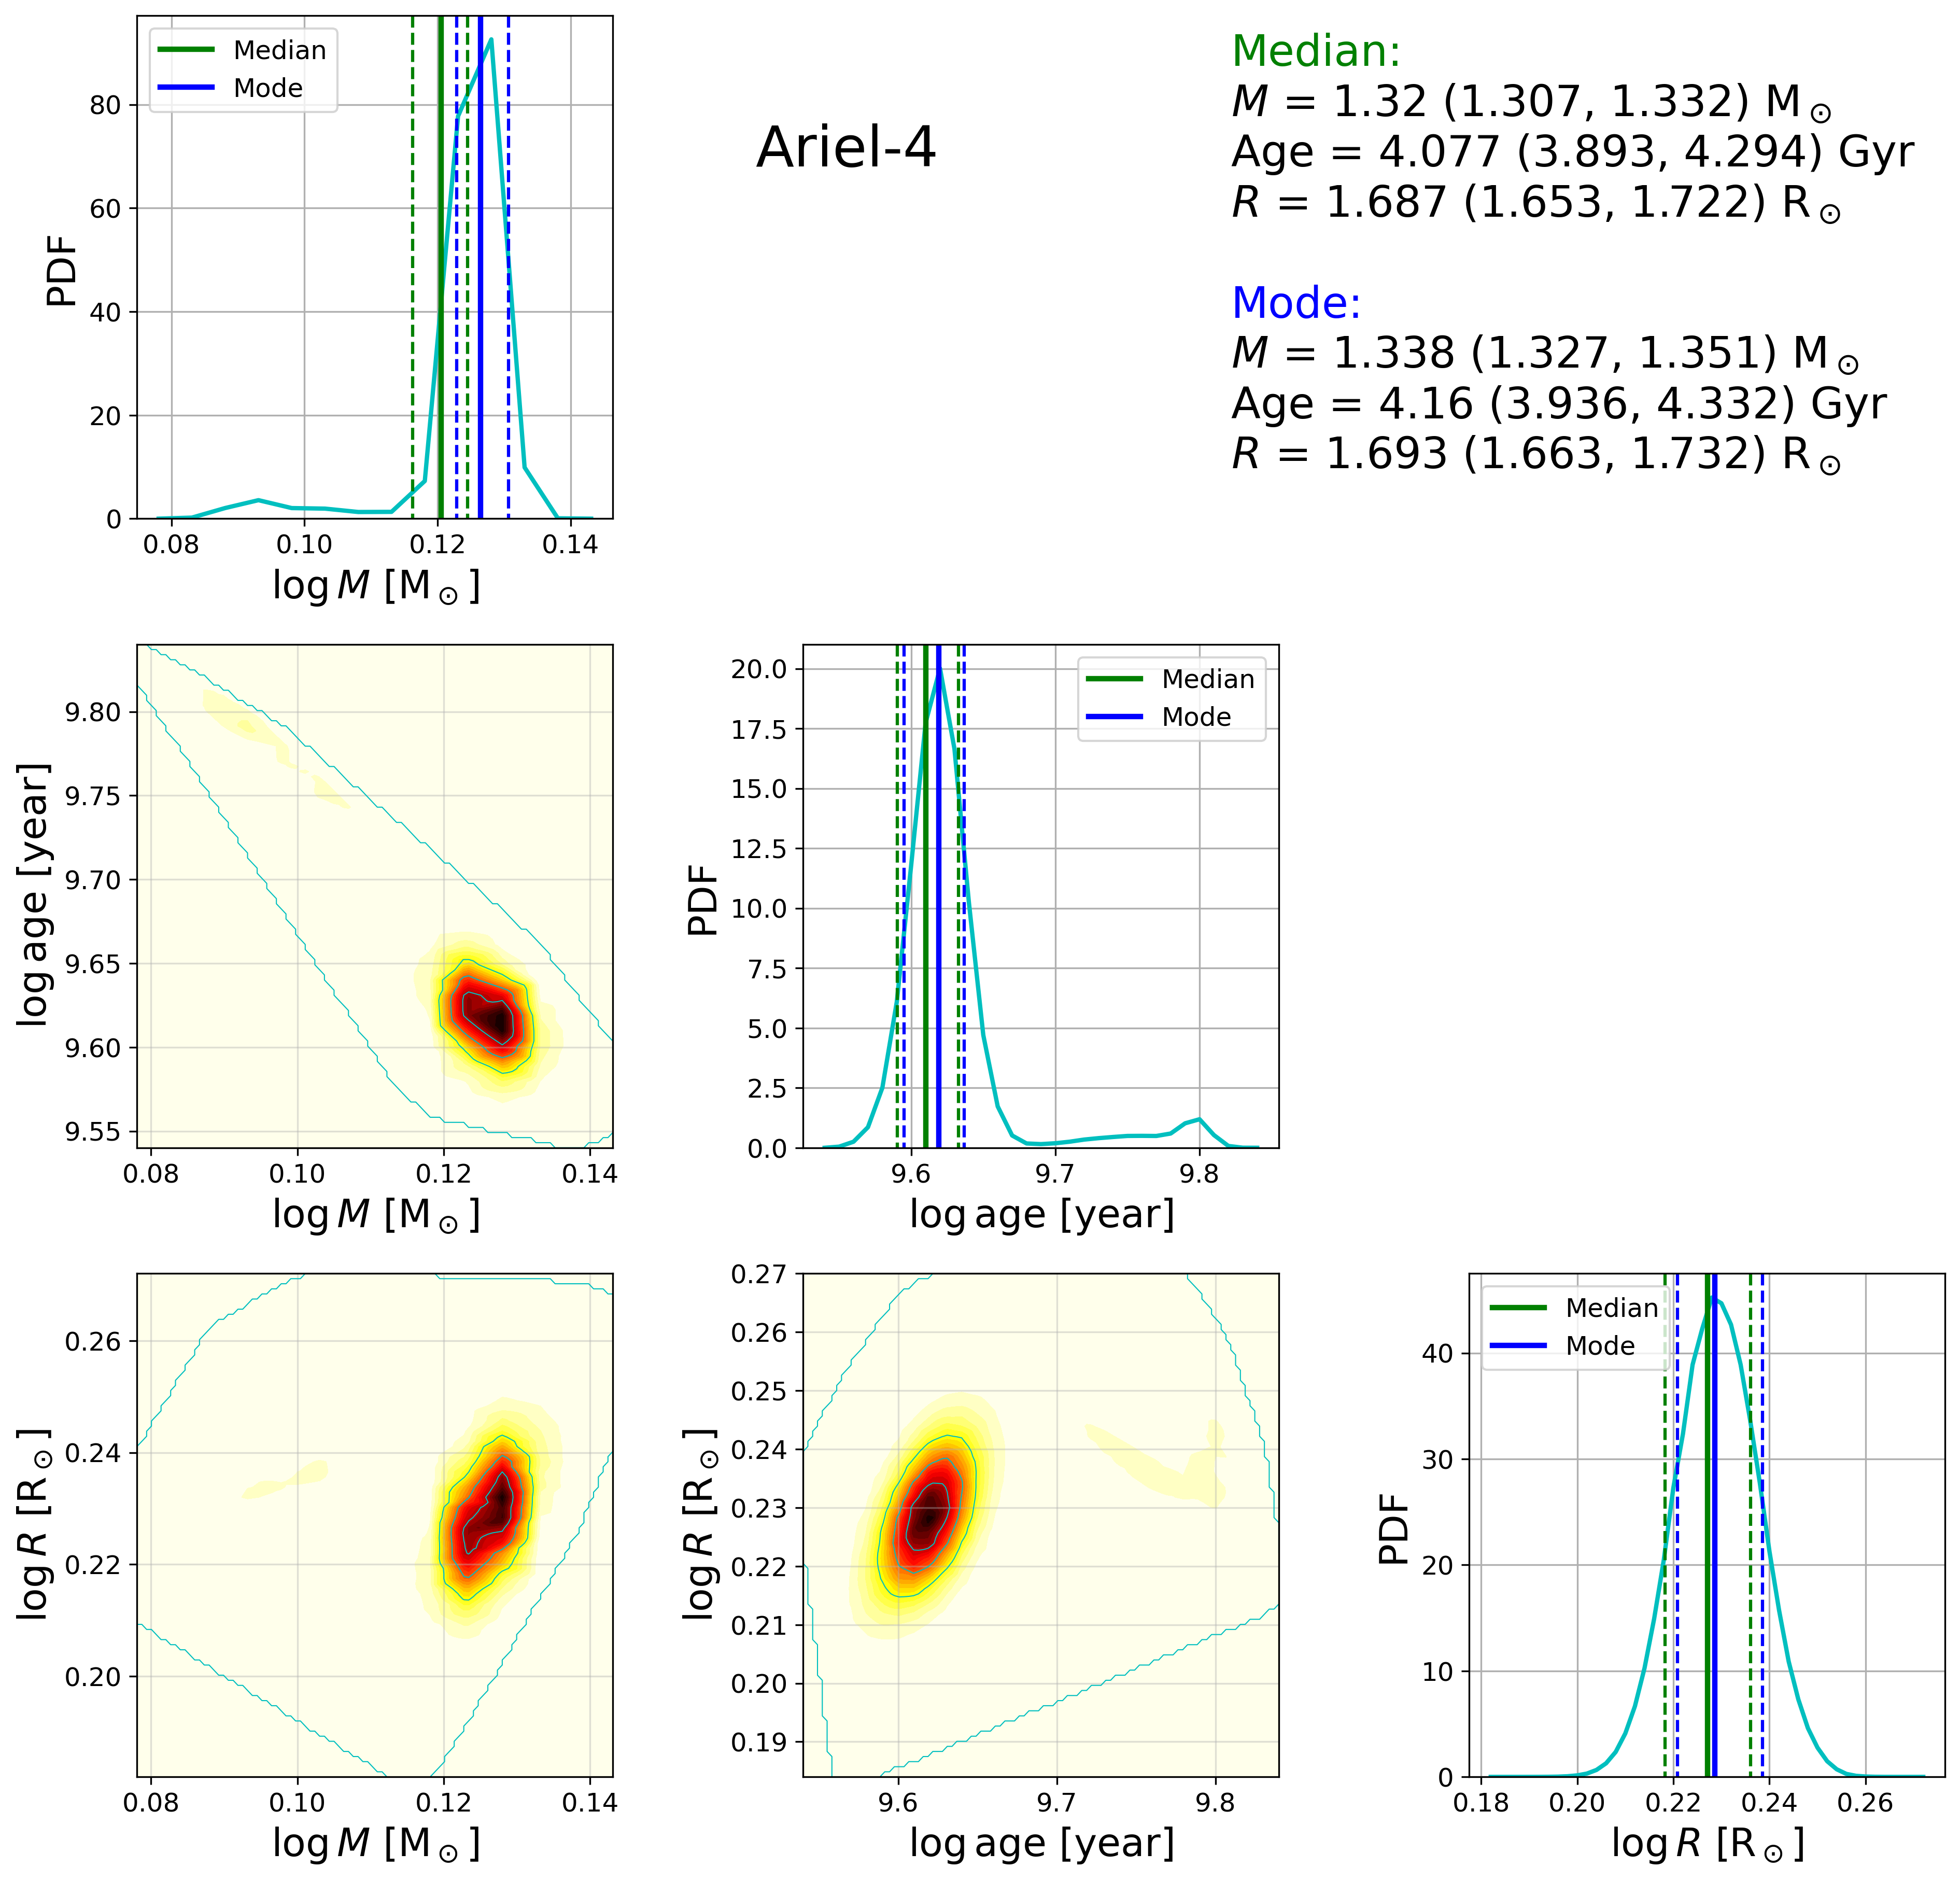 Median
Mode
80
60
40
20
0
PDF
0.08 0.10 0.12 0.14
log M [M⊙]
Ariel-4
Median:
M = 1.32 (1.307, 1.332) M⊙
Age = 4.077 (3.893, 4.294) Gyr
R = 1.687 (1.653, 1.722) R⊙
Mode:
M = 1.338 (1.327, 1.351) M⊙
Age = 4.16 (3.936, 4.332) Gyr
R = 1.693 (1.663, 1.732) R⊙
9.80
9.75
9.70
9.65
9.60
9.55
log age [year]
0.08 0.10 0.12 0.14
log M [M⊙]
Median
Mode
20.0
17.5
15.0
12.5
10.0
7.5
5.0
2.5
0.0
PDF
9.6 9.7 9.8
log age [year]
0.26
0.24
0.22
0.20
log R [R⊙]
0.08 0.10 0.12 0.14
log M [M⊙]
0.27
0.26
0.25
0.24
0.23
0.22
0.21
0.20
0.19
log R [R⊙]
9.6 9.7 9.8
log age [year]
Median
Mode
40
30
20
10
0
PDF
0.18 0.20 0.22 0.24 0.26
log R [R⊙]